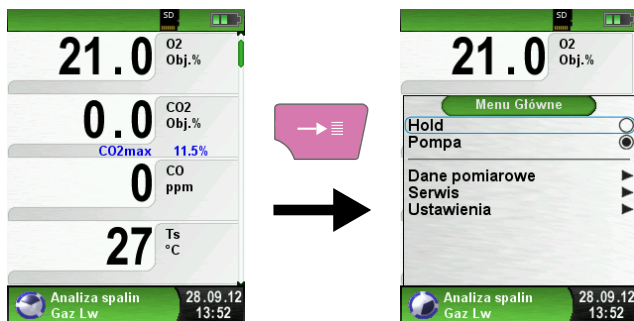 SD
21.0 O2 Obj.%
0.0 CO2 Obj.%
CO2max 11.5%
0 CO ppm
27 Ts °C
Analiza spalin 28.09.12
Gaz Lw 13:52
SD
21.0 O2 Obj.%
Menu Główne
Hold
Pompa
Dane pomiarowe
Serwis
Ustawienia
Analiza spalin 28.09.12
Gaz Lw 13:52